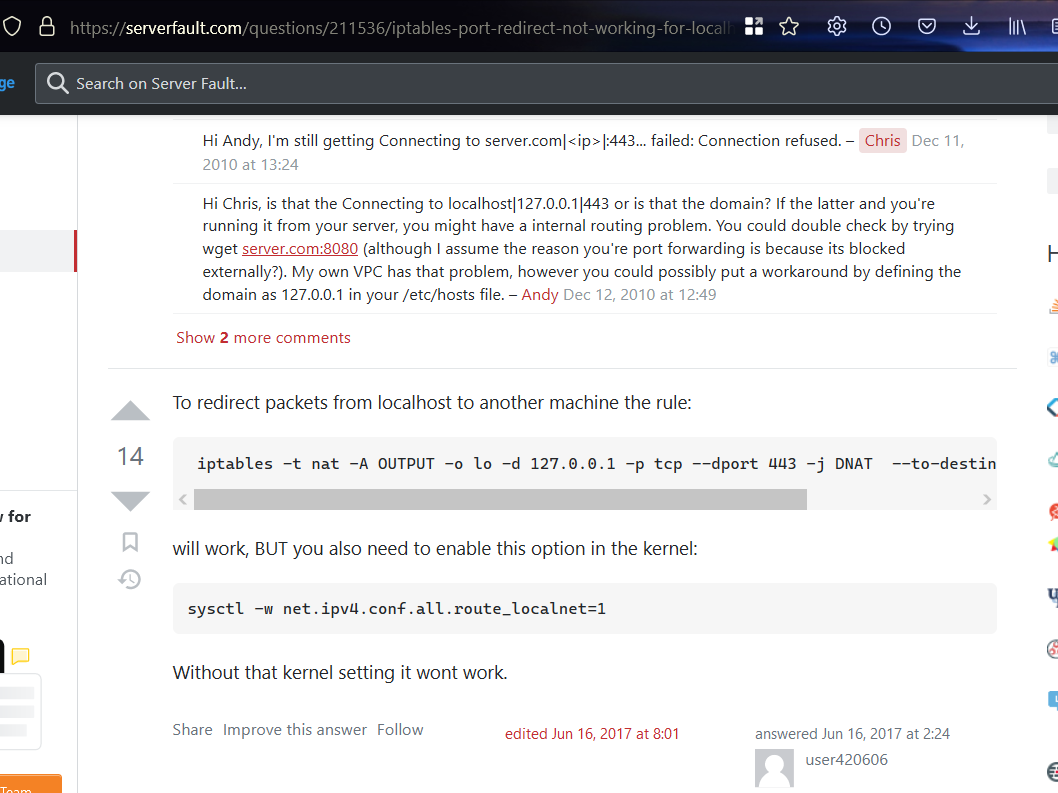 https://serverfault.com/questions/211536/iptables-port-redirect-not-working-for-local
ge
Search on Server Fault...
Hi Andy, I'm still getting Connecting to server.com|<ip>|:443... failed: Connection refused. – Chris Dec 11,
2010 at 13:24
Hi Chris, is that the Connecting to localhost|127.0.0.1|443 or is that the domain? If the latter and you're
running it from your server, you might have a internal routing problem. You could double check by trying
wget server.com:8080 (although I assume the reason you're port forwarding is because its blocked
externally?). My own VPC has that problem, however you could possibly put a workaround by defining the
domain as 127.0.0.1 in your /etc/hosts file. – Andy Dec 12, 2010 at 12:49
Show 2 more comments
To redirect packets from localhost to another machine the rule:
14
iptables -t nat -A OUTPUT -o lo -d 127.0.0.1 -p tcp --dport 443 -j DNAT  --to-destin
will work, BUT you also need to enable this option in the kernel:
sysctl -w net.ipv4.conf.all.route_localnet=1
Without that kernel setting it wont work.
Share Improve this answer Follow
edited Jun 16, 2017 at 8:01
answered Jun 16, 2017 at 2:24
user420606
for
nd
ational
Team
H